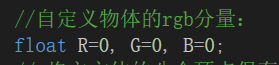 //自定义物体的rgb分量：
float R=0, G=0, B=0;